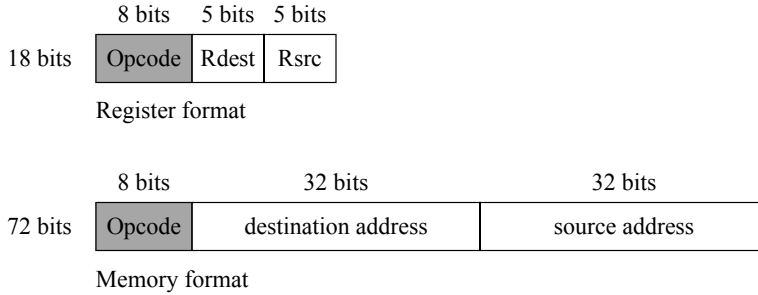 8 bits 5 bits 5 bits
18 bits Opcode Rdest Rsrc
Register format
8 bits 32 bits 32 bits
72 bits Opcode destination address source address
Memory format